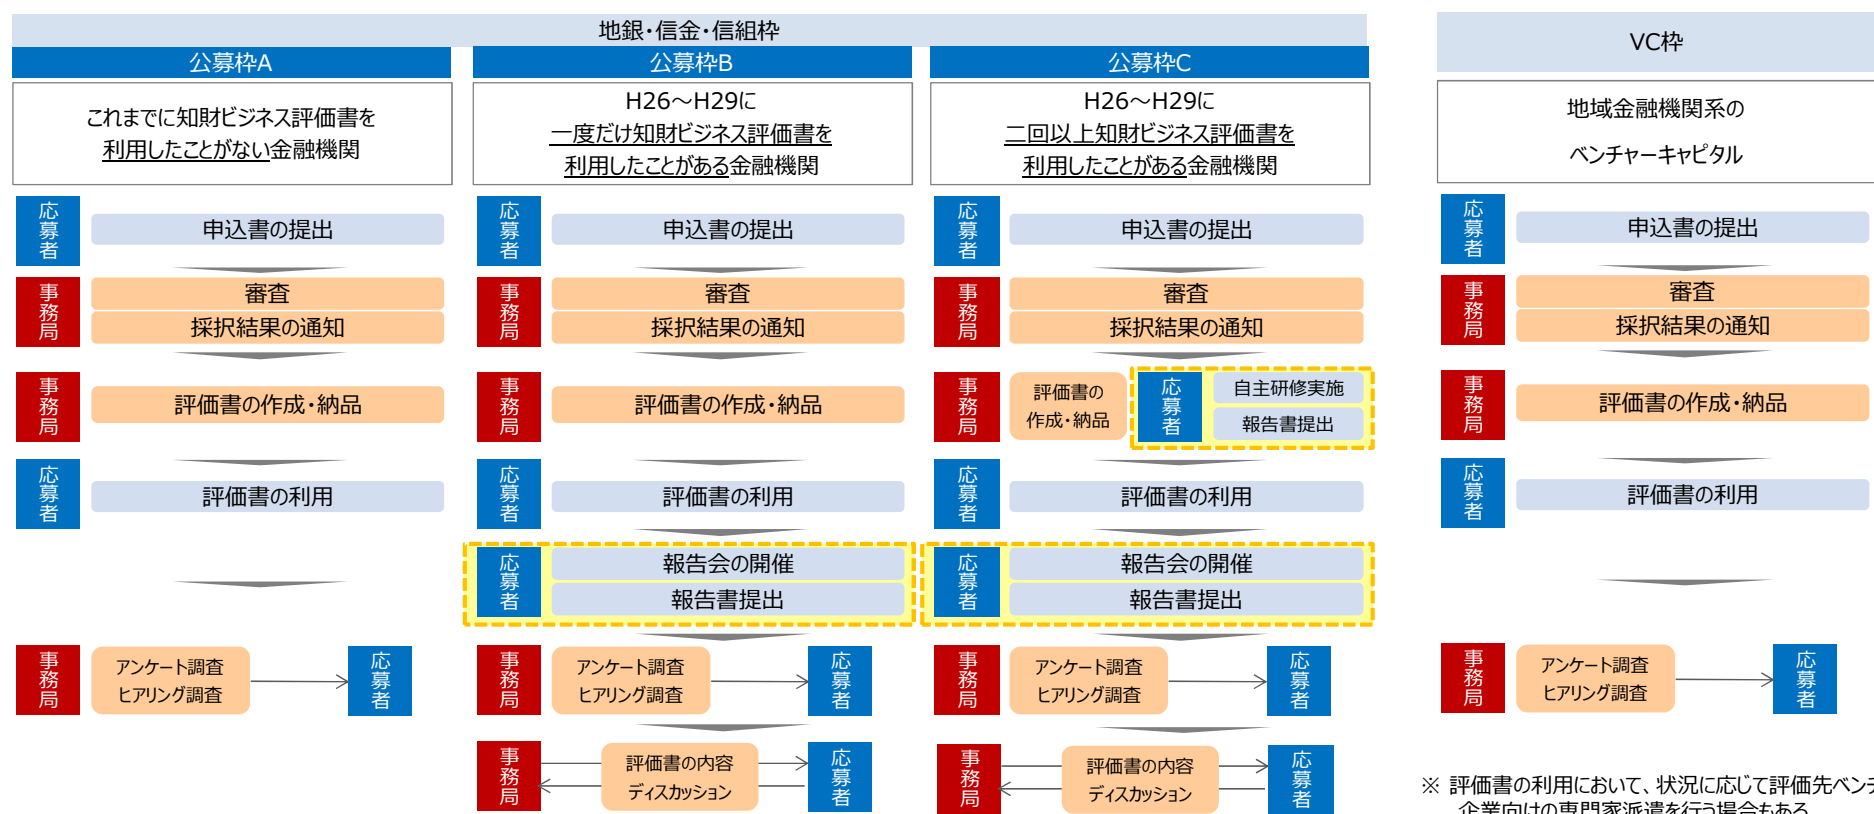 地銀・信金・信組枠
公募枠A
これまでに知財ビジネス評価書を
利用したことがない金融機関
応募者
申込書の提出
事務局
審査
採択結果の通知
事務局
評価書の作成・納品
応募者
評価書の利用
事務局
アンケート調査
ヒアリング調査
応募者
公募枠B
H26～H29に
一度だけ知財ビジネス評価書を
利用したことがある金融機関
応募者
申込書の提出
事務局
審査
採択結果の通知
事務局
評価書の作成・納品
応募者
評価書の利用
応募者
報告会の開催
報告書提出
事務局
アンケート調査
ヒアリング調査
応募者
事務局
評価書の内容
ディスカッション
応募者
公募枠C
H26～H29に
二回以上知財ビジネス評価書を
利用したことがある金融機関
応募者
申込書の提出
事務局
審査
採択結果の通知
事務局
評価書の
作成・納品
応募者
自主研修実施
報告書提出
応募者
評価書の利用
応募者
報告会の開催
報告書提出
事務局
アンケート調査
ヒアリング調査
応募者
事務局
評価書の内容
ディスカッション
応募者
VC枠
地域金融機関系の
ベンチャーキャピタル
応募者
申込書の提出
事務局
審査
採択結果の通知
事務局
評価書の作成・納品
応募者
評価書の利用
事務局
アンケート調査
ヒアリング調査
応募者
※ 評価書の利用において、状況に応じて評価先ベンチ
企業向けの専門家派遣を行う場合もある